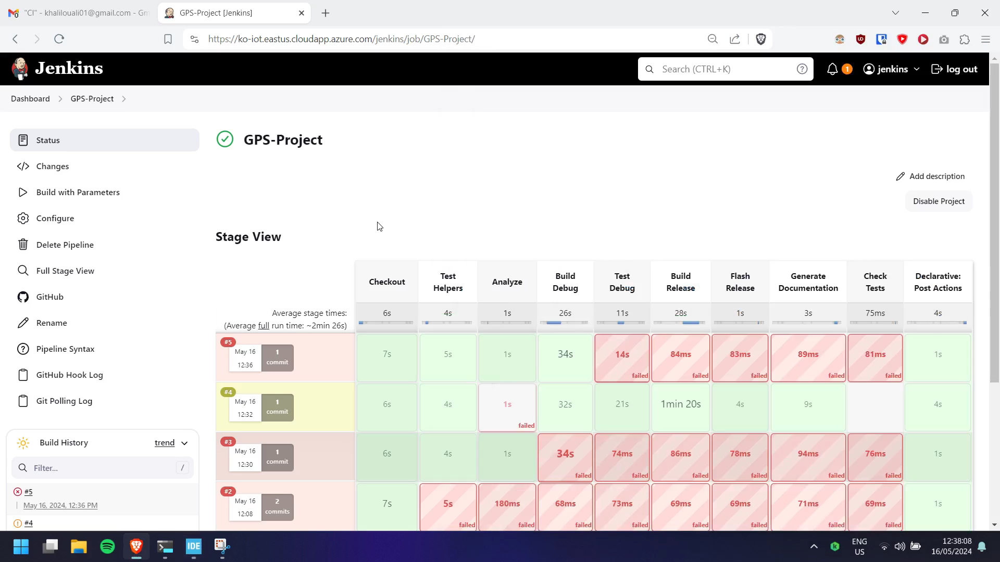 "CI" - khalilouali01@gmail.com - Gm
GPS-Project [Jenkins]
https://ko-iot.eastus.cloudapp.azure.com/jenkins/job/GPS-Project/
Jenkins
Search (CTRL+K)
1
jenkins
log out
Dashboard
GPS-Project
Status
Changes
Build with Parameters
Configure
Delete Pipeline
Full Stage View
GitHub
Rename
Pipeline Syntax
GitHub Hook Log
Git Polling Log
Build History
trend
Filter...
/
#5
May 16, 2024, 12:36 PM
#4
GPS-Project
Add description
Disable Project
Stage View
Checkout
Test
Helpers
Analyze
Build
Debug
Test
Debug
Build
Release
Flash
Release
Generate
Documentation
Check
Tests
Declarative:
Post Actions
Average stage times:
(Average full run time: ~2min 26s)
6s
4s
1s
26s
11s
28s
1s
3s
75ms
4s
#5
May 16
12:36
1
commit
7s
5s
1s
34s
14s
failed
84ms
failed
83ms
failed
89ms
failed
81ms
failed
1s
#4
May 16
12:32
1
commit
6s
4s
1s
failed
32s
21s
1min 20s
4s
9s
4s
#3
May 16
12:30
1
commit
6s
4s
1s
34s
failed
74ms
failed
86ms
failed
78ms
failed
94ms
failed
76ms
failed
1s
#2
May 16
12:08
2
commits
7s
5s
failed
180ms
failed
68ms
failed
73ms
failed
69ms
failed
69ms
failed
71ms
failed
69ms
failed
1s
IDE
ENG
US
12:38:08
16/05/2024